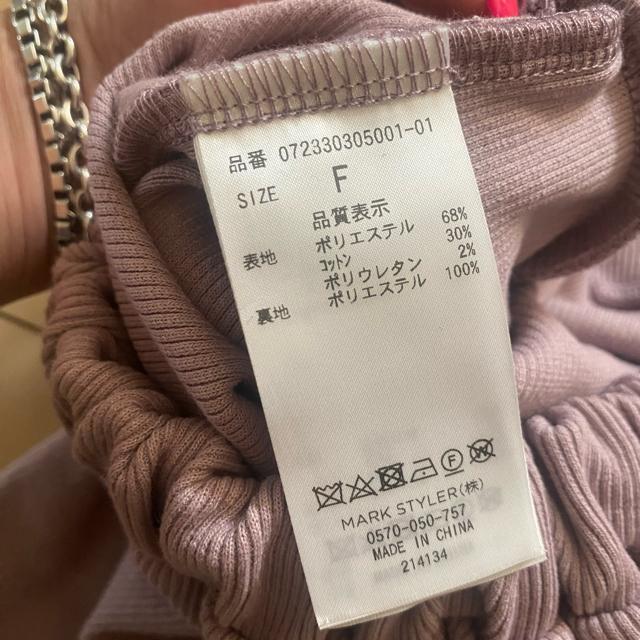 品番 072330305001-01
SIZE F
品質表示
表地 ポリエステル 68%
コットン 30%
ポリウレタン 2%
裏地 ポリエステル 100%
MARK STYLER(株)
0570-050-757
MADE IN CHINA
214134